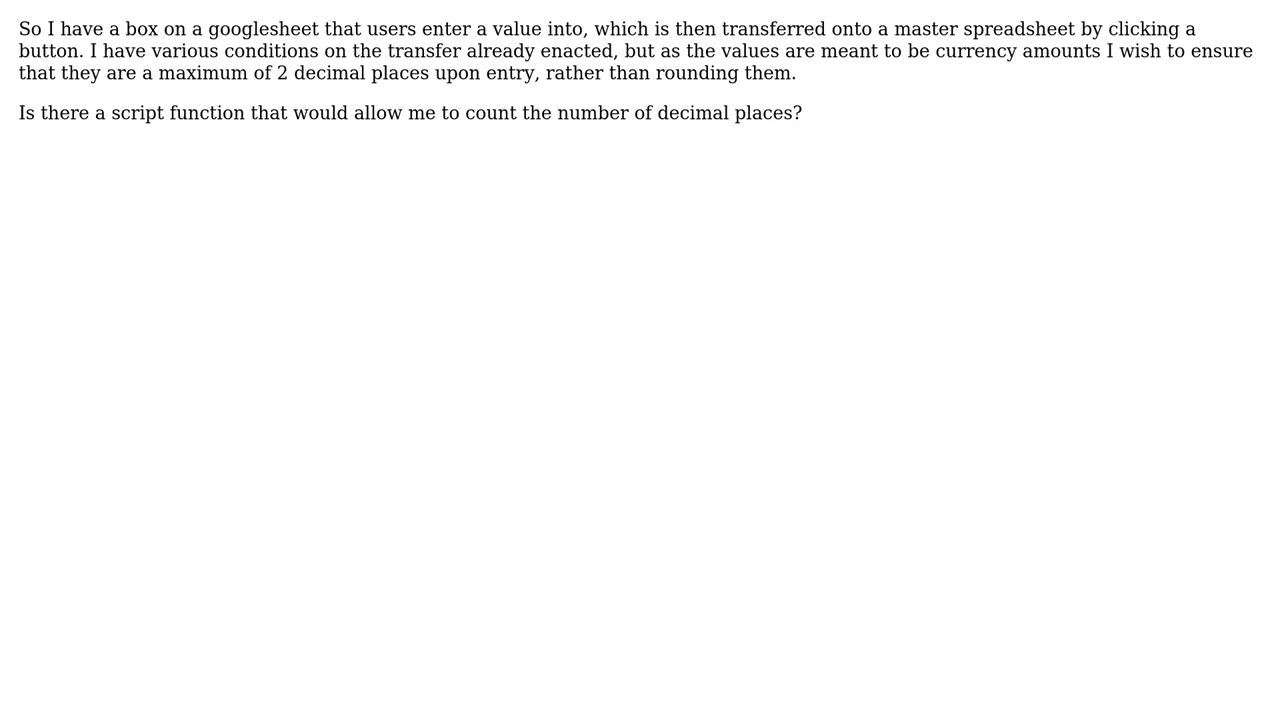 So I have a box on a googlesheet that users enter a value into, which is then transferred onto a master spreadsheet by clicking a
button. I have various conditions on the transfer already enacted, but as the values are meant to be currency amounts I wish to ensure
that they are a maximum of 2 decimal places upon entry, rather than rounding them.
Is there a script function that would allow me to count the number of decimal places?